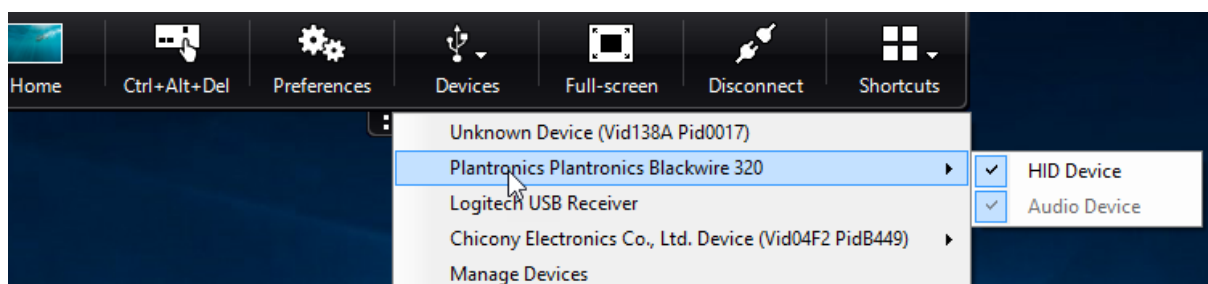 Home Ctrl+Alt+Del Preferences Devices Full-screen Disconnect Shortcuts
Unknown Device (Vid138A Pid0017)
Plantronics Plantronics Blackwire 320
HID Device
Logitech USB Receiver
Audio Device
Chicony Electronics Co., Ltd. Device (Vid04F2 PidB449)
Manage Devices